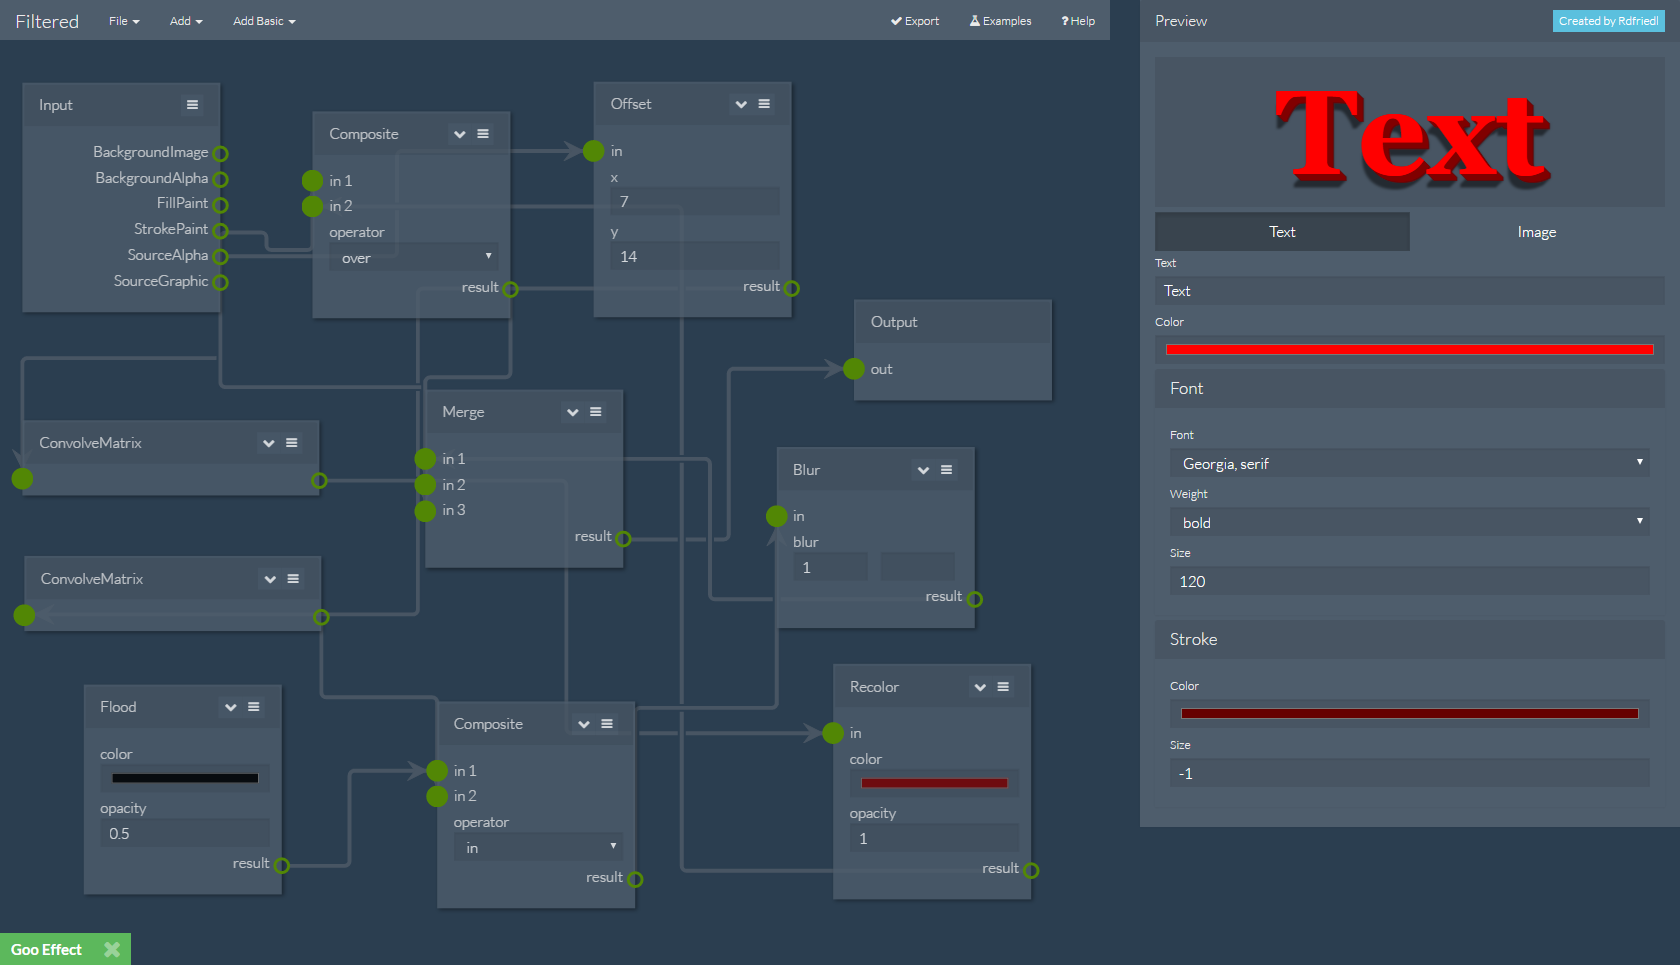 Filtered
File
Add
Add Basic
Export
Examples
? Help
Input
BackgroundImage
BackgroundAlpha
FillPaint
StrokePaint
SourceAlpha
SourceGraphic
Composite
in 1
in 2
operator
over
result
Offset
in
x
7
y
14
result
Output
out
ConvolveMatrix
Merge
in 1
in 2
in 3
result
Blur
in
blur
1
result
ConvolveMatrix
Flood
color
opacity
0.5
result
Composite
in 1
in 2
operator
in
result
Recolor
in
color
opacity
1
result
Goo Effect
Preview
Created by Rdfriedl
Text
Text
Image
Text
Text
Color
Font
Font
Georgia, serif
Weight
bold
Size
120
Stroke
Color
Size
-1